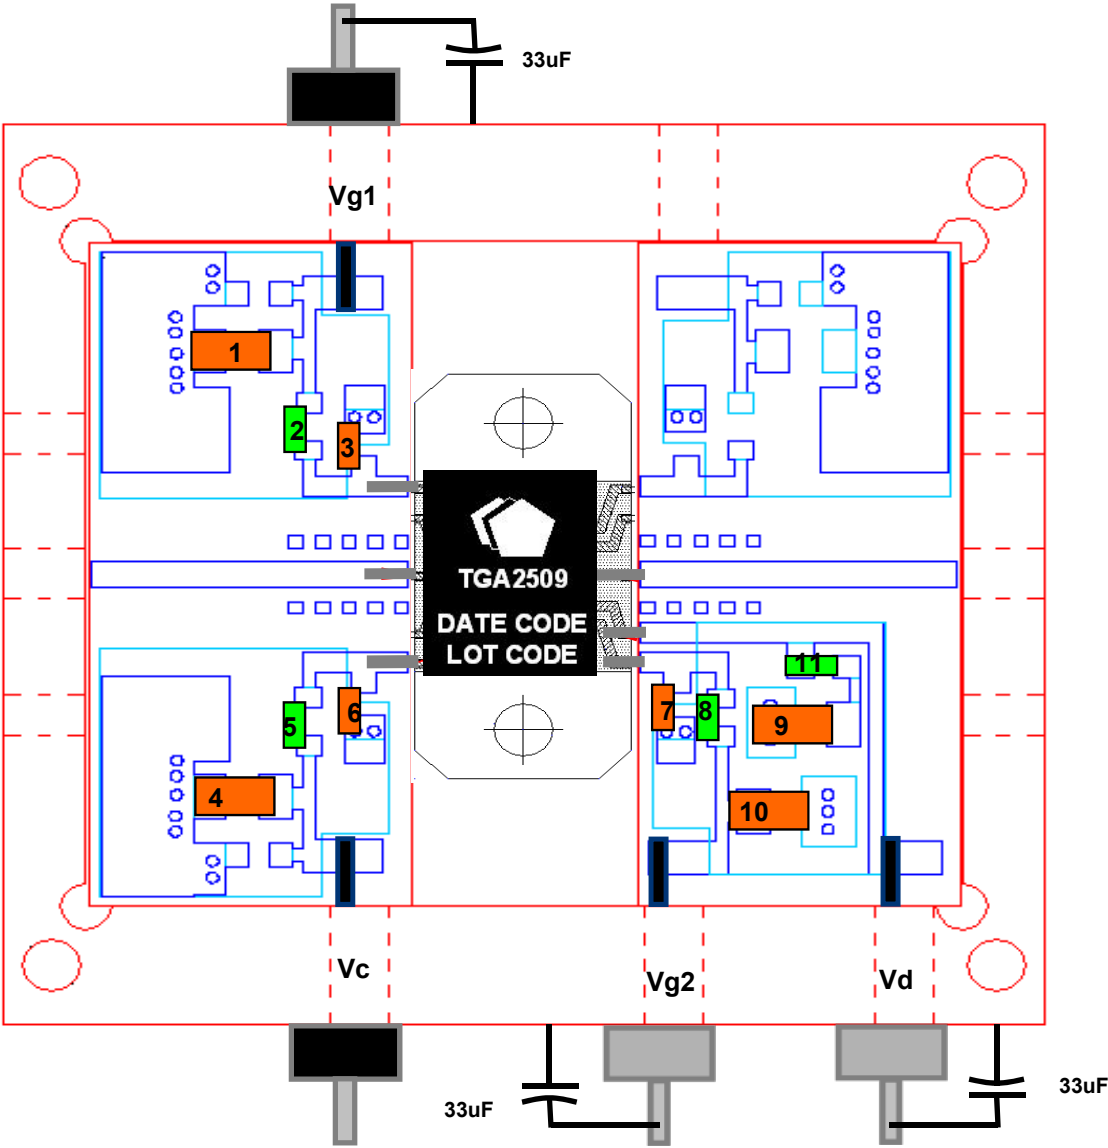 33uF
Vg1
1
2
3
TGA2509
DATE CODE
LOT CODE
11
5
6
7
8
9
4
10
Vc
Vg2
Vd
33uF
33uF